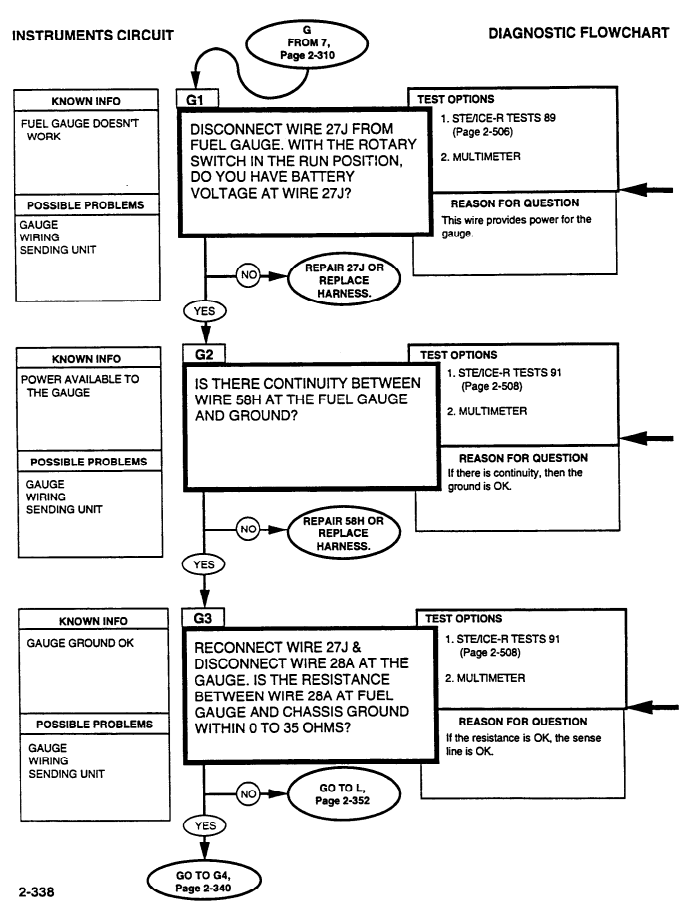 INSTRUMENTS CIRCUIT
DIAGNOSTIC FLOWCHART
G
FROM 7,
Page 2-310
KNOWN INFO
FUEL GAUGE DOESN'T
WORK
POSSIBLE PROBLEMS
GAUGE
WIRING
SENDING UNIT
G1
DISCONNECT WIRE 27J FROM
FUEL GAUGE. WITH THE ROTARY
SWITCH IN THE RUN POSITION,
DO YOU HAVE BATTERY
VOLTAGE AT WIRE 27J?
TEST OPTIONS
1. STE/ICE-R TESTS 89
(Page 2-506)
2. MULTIMETER
REASON FOR QUESTION
This wire provides power for the
gauge.
NO
REPAIR 27J OR
REPLACE
HARNESS.
YES
KNOWN INFO
POWER AVAILABLE TO
THE GAUGE
POSSIBLE PROBLEMS
GAUGE
WIRING
SENDING UNIT
G2
IS THERE CONTINUITY BETWEEN
WIRE 58H AT THE FUEL GAUGE
AND GROUND?
TEST OPTIONS
1. STE/ICE-R TESTS 91
(Page 2-508)
2. MULTIMETER
REASON FOR QUESTION
If there is continuity, then the
ground is OK.
NO
REPAIR 58H OR
REPLACE
HARNESS.
YES
KNOWN INFO
GAUGE GROUND OK
POSSIBLE PROBLEMS
GAUGE
WIRING
SENDING UNIT
G3
RECONNECT WIRE 27J &
DISCONNECT WIRE 28A AT THE
GAUGE. IS THE RESISTANCE
BETWEEN WIRE 28A AT FUEL
GAUGE AND CHASSIS GROUND
WITHIN 0 TO 35 OHMS?
TEST OPTIONS
1. STE/ICE-R TESTS 91
(Page 2-508)
2. MULTIMETER
REASON FOR QUESTION
If the resistance is OK, the sense
line is OK.
NO
GO TO L,
Page 2-352
YES
GO TO G4,
Page 2-340
2-338